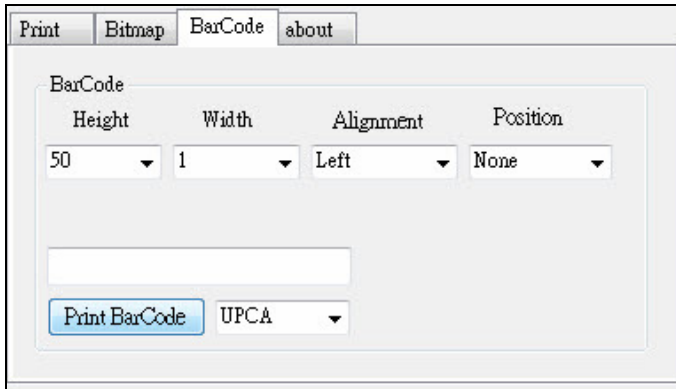 Print Bitmap BarCode about
BarCode
Height Width Alignment Position
50 1 Left None
Print BarCode UPCA